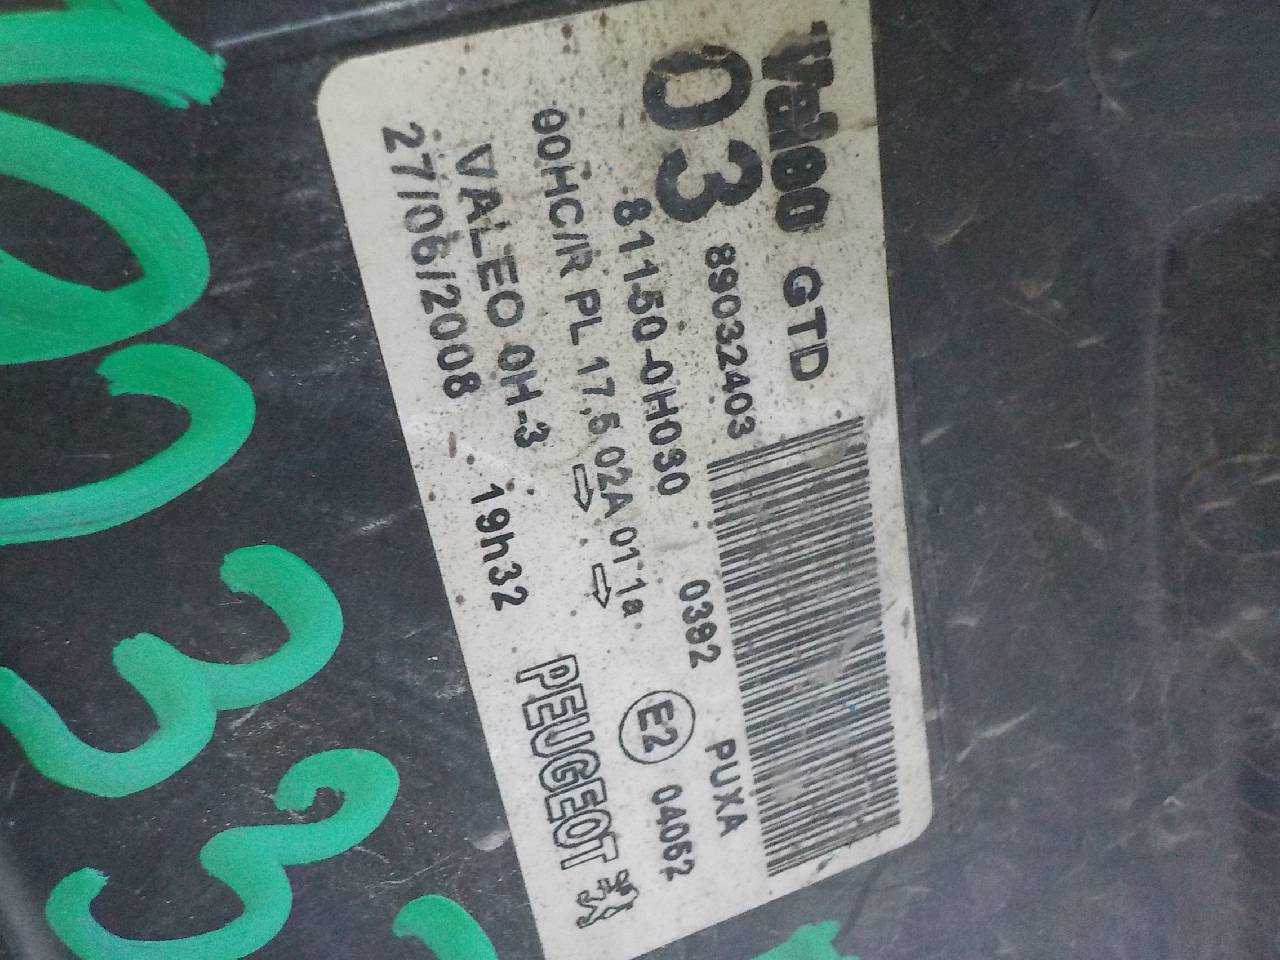 Valeo GTD
03 89032403
81150-0H030 0392 PUXA
00HC/R PL 17.5 02A 01 1a E2 04062
VALEO 0H-3
27/06/2008 19h32 PEUGEOT